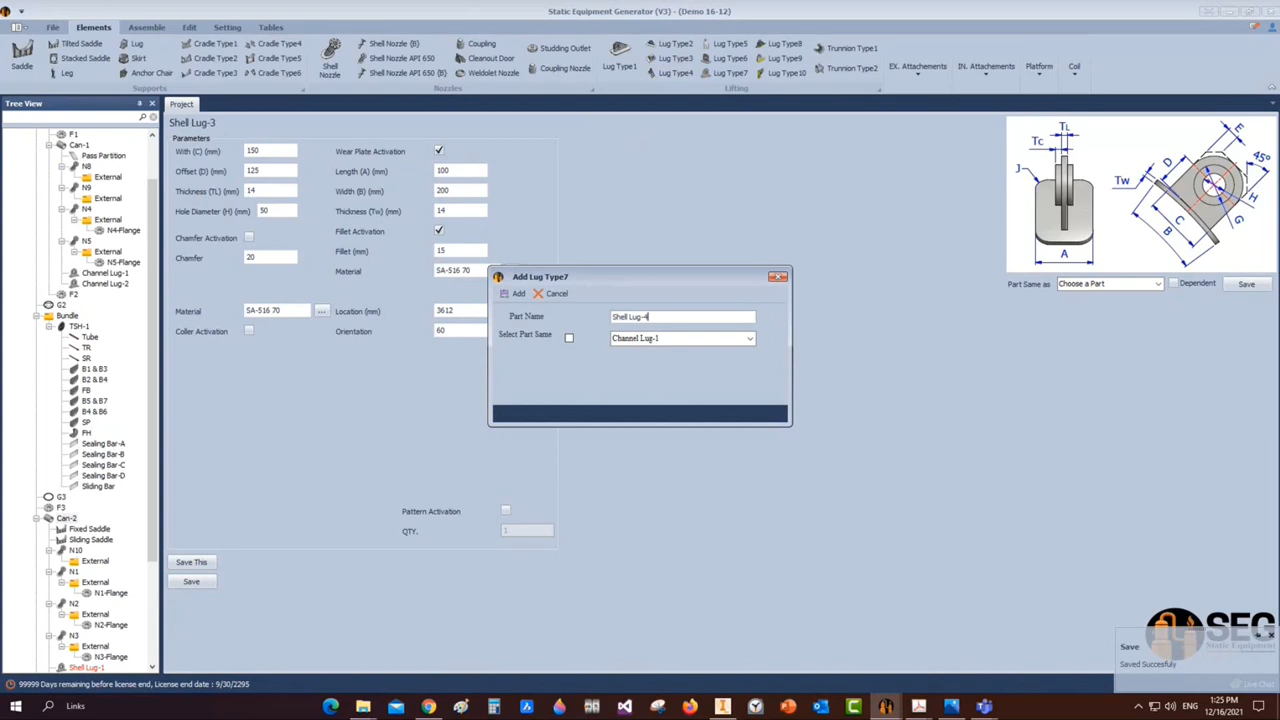 Static Equipment Generator (V3) - (Demo 16-12)
File Elements Assemble Edit Setting Tables
Saddle
Tilted Saddle
Stacked Saddle
Leg
Lug
Skirt
Anchor Chair
Cradle Type1
Cradle Type2
Cradle Type3
Cradle Type4
Cradle Type5
Cradle Type6
Supports
Shell Nozzle
Shell Nozzle (B)
Shell Nozzle API 650
Shell Nozzle API 650 (B)
Coupling
Cleanout Door
Weldolet Nozzle
Studding Outlet
Coupling Nozzle
Nozzles
Lug Type1
Lug Type2
Lug Type3
Lug Type4
Lug Type5
Lug Type6
Lug Type7
Lug Type8
Lug Type9
Lug Type10
Trunnion Type1
Trunnion Type2
Lifting
EX. Attachements
IN. Attachements
Platform
Coil
Tree View
F1
Can-1
Pass Partition
N8
External
N9
External
N4
External
N4-Flange
N5
External
N5-Flange
Channel Lug-1
Channel Lug-2
F2
G2
Bundle
TSH-1
Tube
TR
SR
B1 & B3
B2 & B4
FB
B5 & B7
B4 & B6
SP
FH
Sealing Bar-A
Sealing Bar-B
Sealing Bar-C
Sealing Bar-D
Sliding Bar
G3
F3
Can-2
Fixed Saddle
Sliding Saddle
N10
External
N1
External
N1-Flange
N2
External
N2-Flange
N3
External
N3-Flange
Shell Lug-1
Project
Shell Lug-3
Parameters
With (C) (mm) 150
Offset (D) (mm) 125
Thickness (TL) (mm) 14
Hole Diameter (H) (mm) 50
Chamfer Activation
Chamfer 20
Material SA-516 70 ...
Coller Activation
Wear Plate Activation
Length (A) (mm) 100
Width (B) (mm) 200
Thickness (Tw) (mm) 14
Fillet Activation
Fillet (mm) 15
Material SA-516 70
Location (mm) 3612
Orientation 60
Pattern Activation
QTY. 1
Save This
Save
Add Lug Type7
Add Cancel
Part Name Shell Lug-4
Select Part Same Channel Lug-1
TL
Tc
J
A
E
D
45°
Tw
C
B
H
G
Part Same as Choose a Part Dependent Save
SEG
Static Equipment
Save
Saved Succesfuly
Live Chat
99999 Days remaining before license end, License end date : 9/30/2295
Links
ENG
1:25 PM
12/16/2021